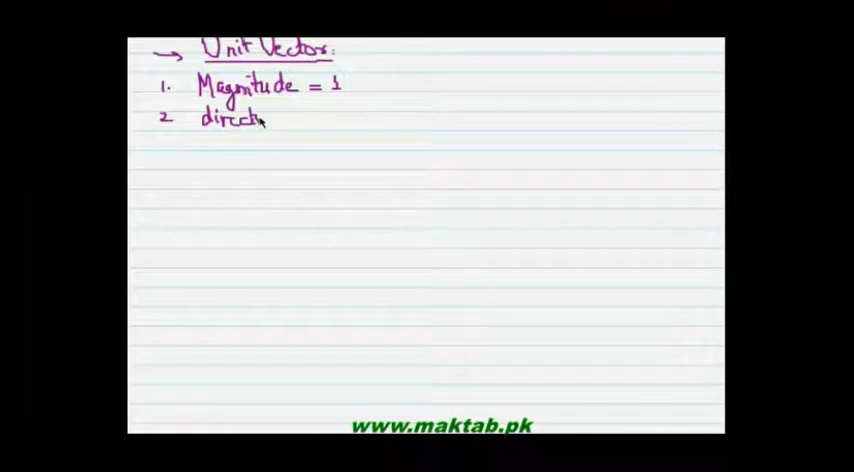 → Unit Vector:
1. Magnitude = 1
2 direct
www.maktab.pk